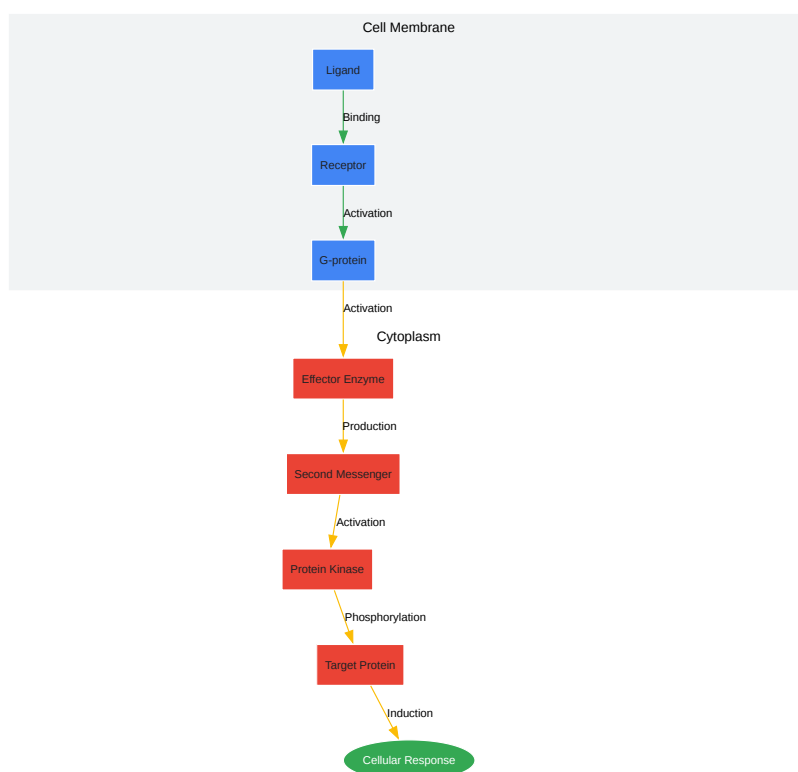 Cell Membrane
Ligand
Binding
Receptor
Activation
G-protein
Activation
Cytoplasm
Effector Enzyme
Production
Second Messenger
Activation
Protein Kinase
Phosphorylation
Target Protein
Induction
Cellular Response